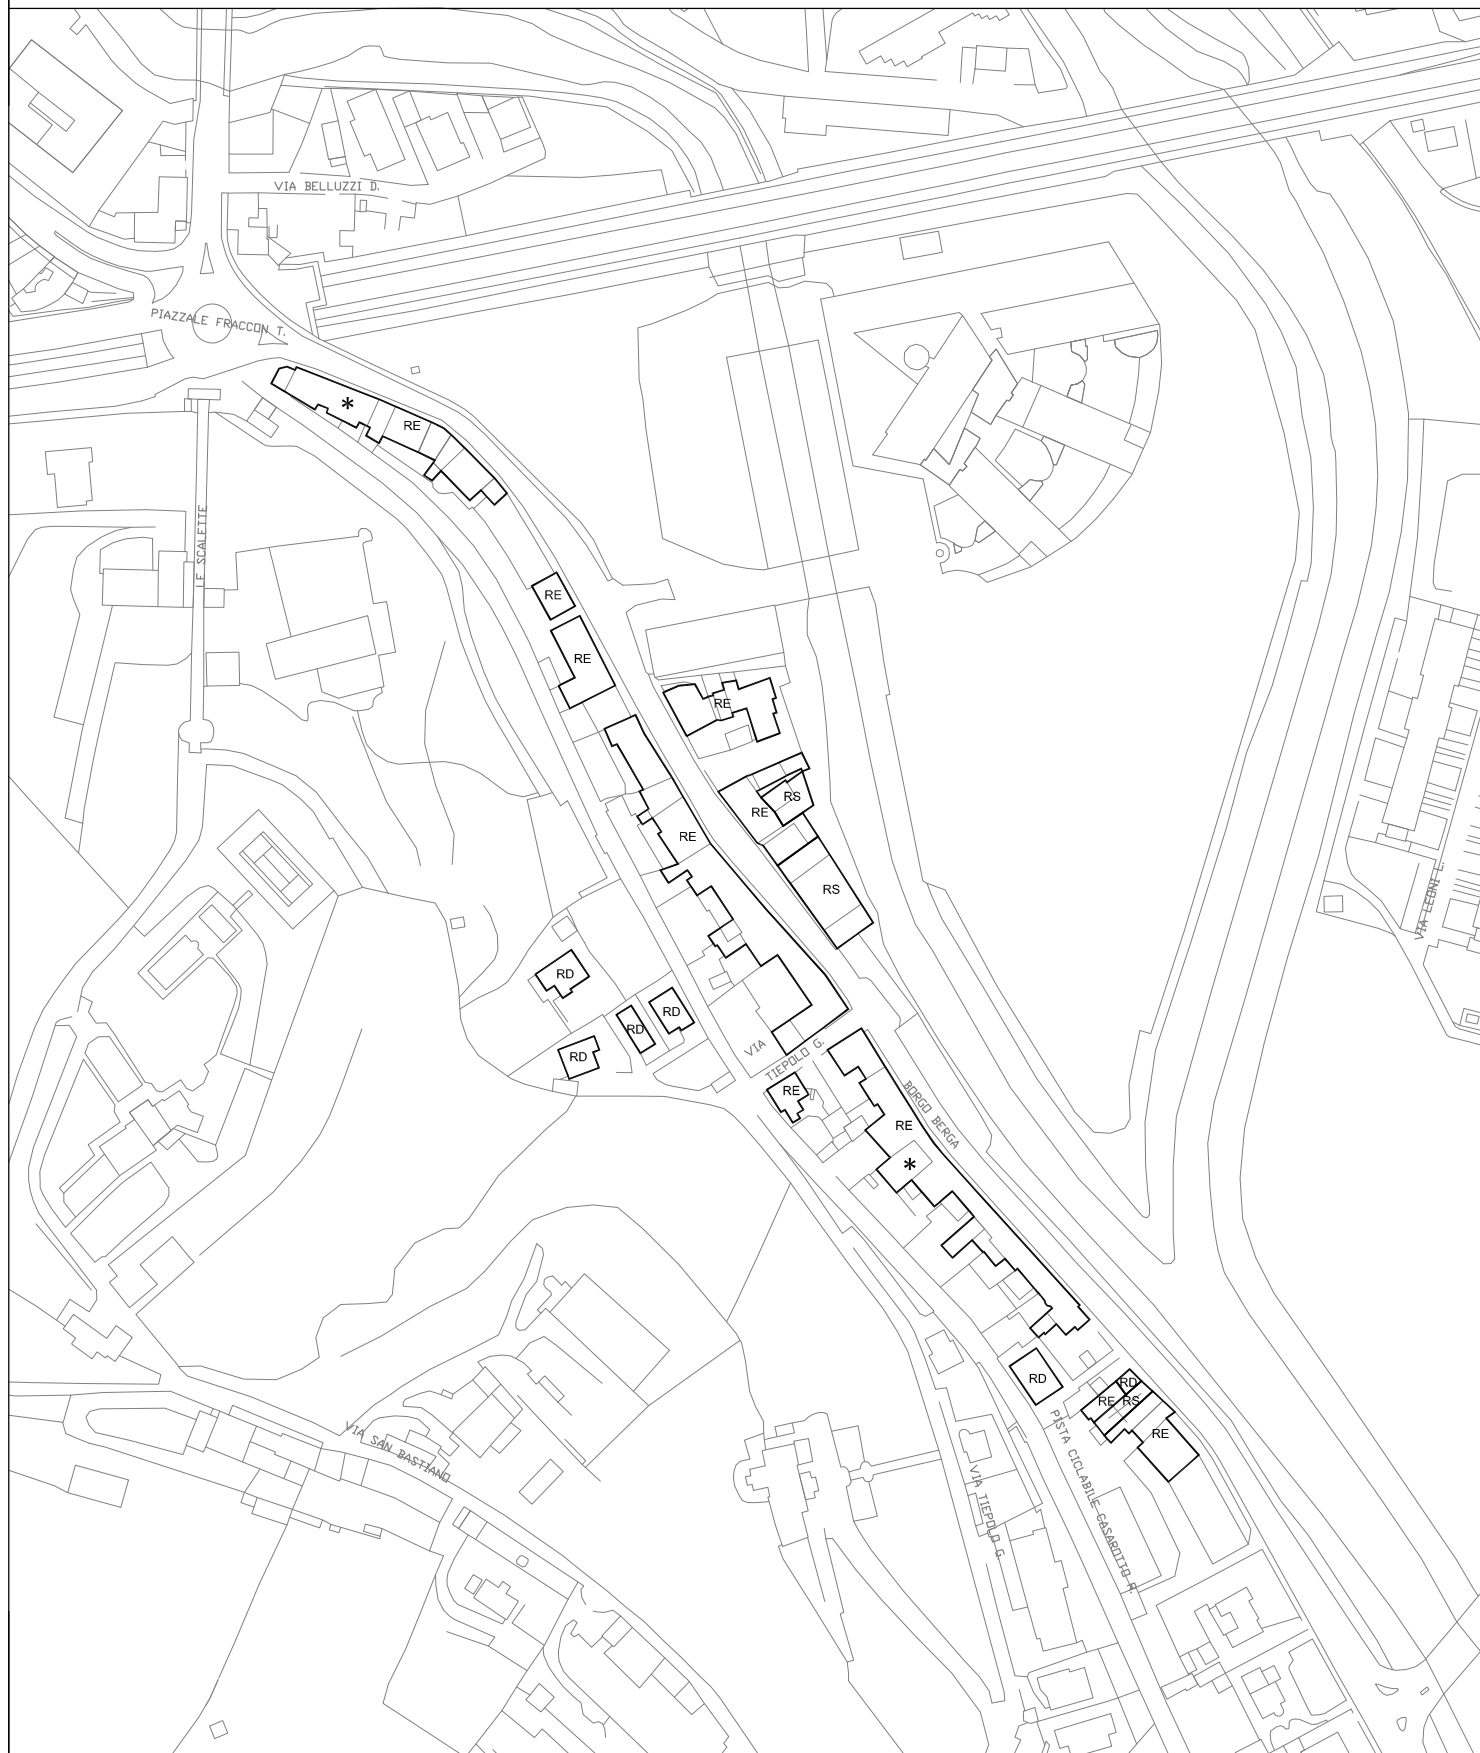 VIA BELLUZZI D.
PIAZZALE FRACCON T.
*
RE
LE SCALETTE
RE
RE
RE
RS
RE
RE
RS
VIA LEONI L.
RD
RD
RD
RD
VIA
TIEPOLO G.
RE
BORGO BERGA
RE
*
RD
RD
RE
RS
RE
VIA SAN BASTIANO
PISTA CICLABILE CASAROTTO R.
VIA TIEPOLO G.